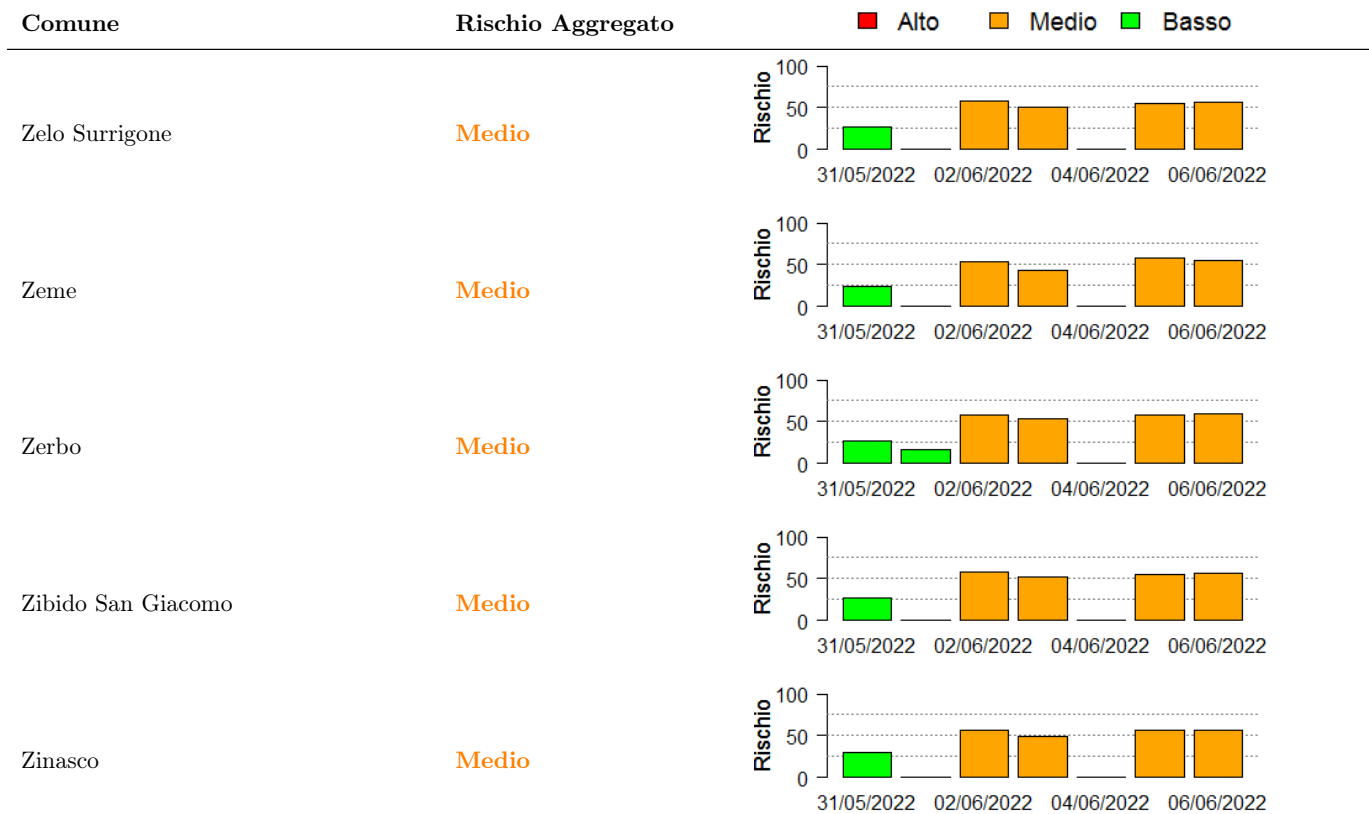 Comune Rischio Aggregato Alto Medio Basso
100
50
0
Rischio
Zelo Surrigone Medio
31/05/2022 02/06/2022 04/06/2022 06/06/2022
100
50
0
Rischio
Zeme Medio
31/05/2022 02/06/2022 04/06/2022 06/06/2022
100
50
0
Rischio
Zerbo Medio
31/05/2022 02/06/2022 04/06/2022 06/06/2022
100
50
0
Rischio
Zibido San Giacomo Medio
31/05/2022 02/06/2022 04/06/2022 06/06/2022
100
50
0
Rischio
Zinasco Medio
31/05/2022 02/06/2022 04/06/2022 06/06/2022